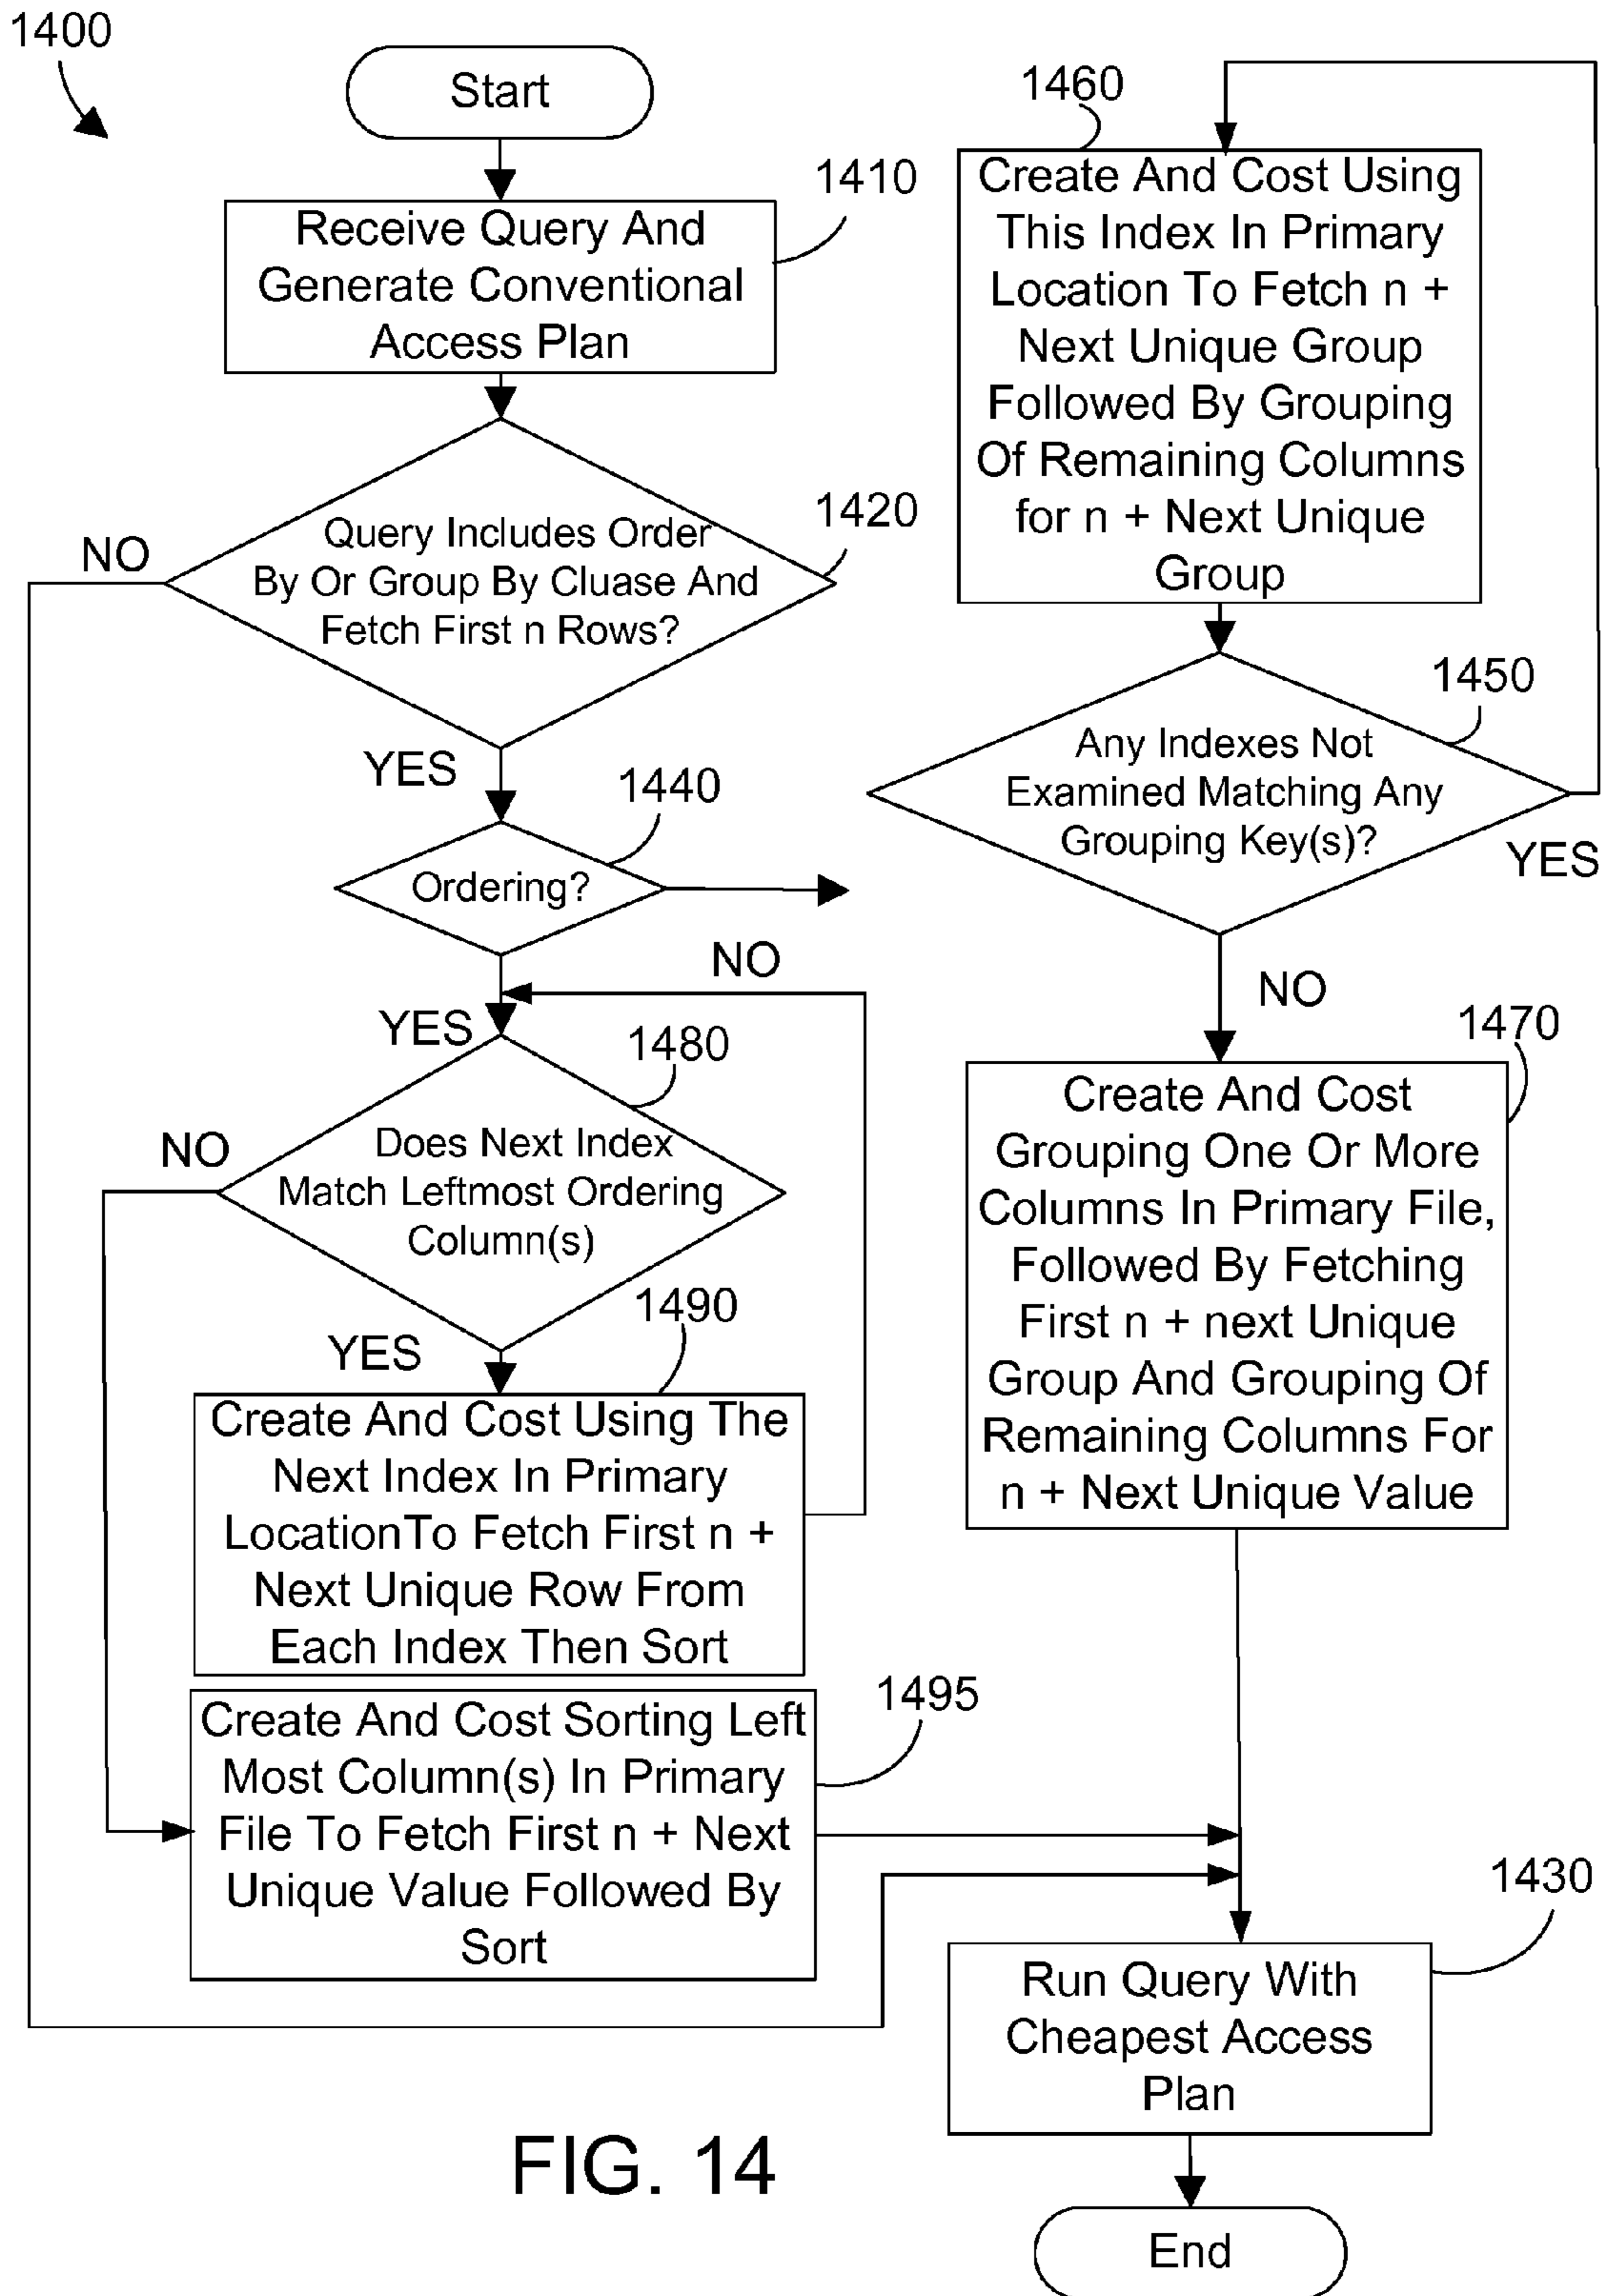 1400
Start
1410
Receive Query And
Generate Conventional
Access Plan
1420
Query Includes Order
By Or Group By Cluase And
Fetch First n Rows?
NO
YES
1440
Ordering?
NO
YES
1480
Does Next Index
Match Leftmost Ordering
Column(s)
NO
YES
1490
Create And Cost Using The
Next Index In Primary
LocationTo Fetch First n +
Next Unique Row From
Each Index Then Sort
1495
Create And Cost Sorting Left
Most Column(s) In Primary
File To Fetch First n + Next
Unique Value Followed By
Sort
1460
Create And Cost Using
This Index In Primary
Location To Fetch n +
Next Unique Group
Followed By Grouping
Of Remaining Columns
for n + Next Unique
Group
1450
Any Indexes Not
Examined Matching Any
Grouping Key(s)?
YES
NO
1470
Create And Cost
Grouping One Or More
Columns In Primary File,
Followed By Fetching
First n + next Unique
Group And Grouping Of
Remaining Columns For
n + Next Unique Value
1430
Run Query With
Cheapest Access
Plan
End
FIG. 14